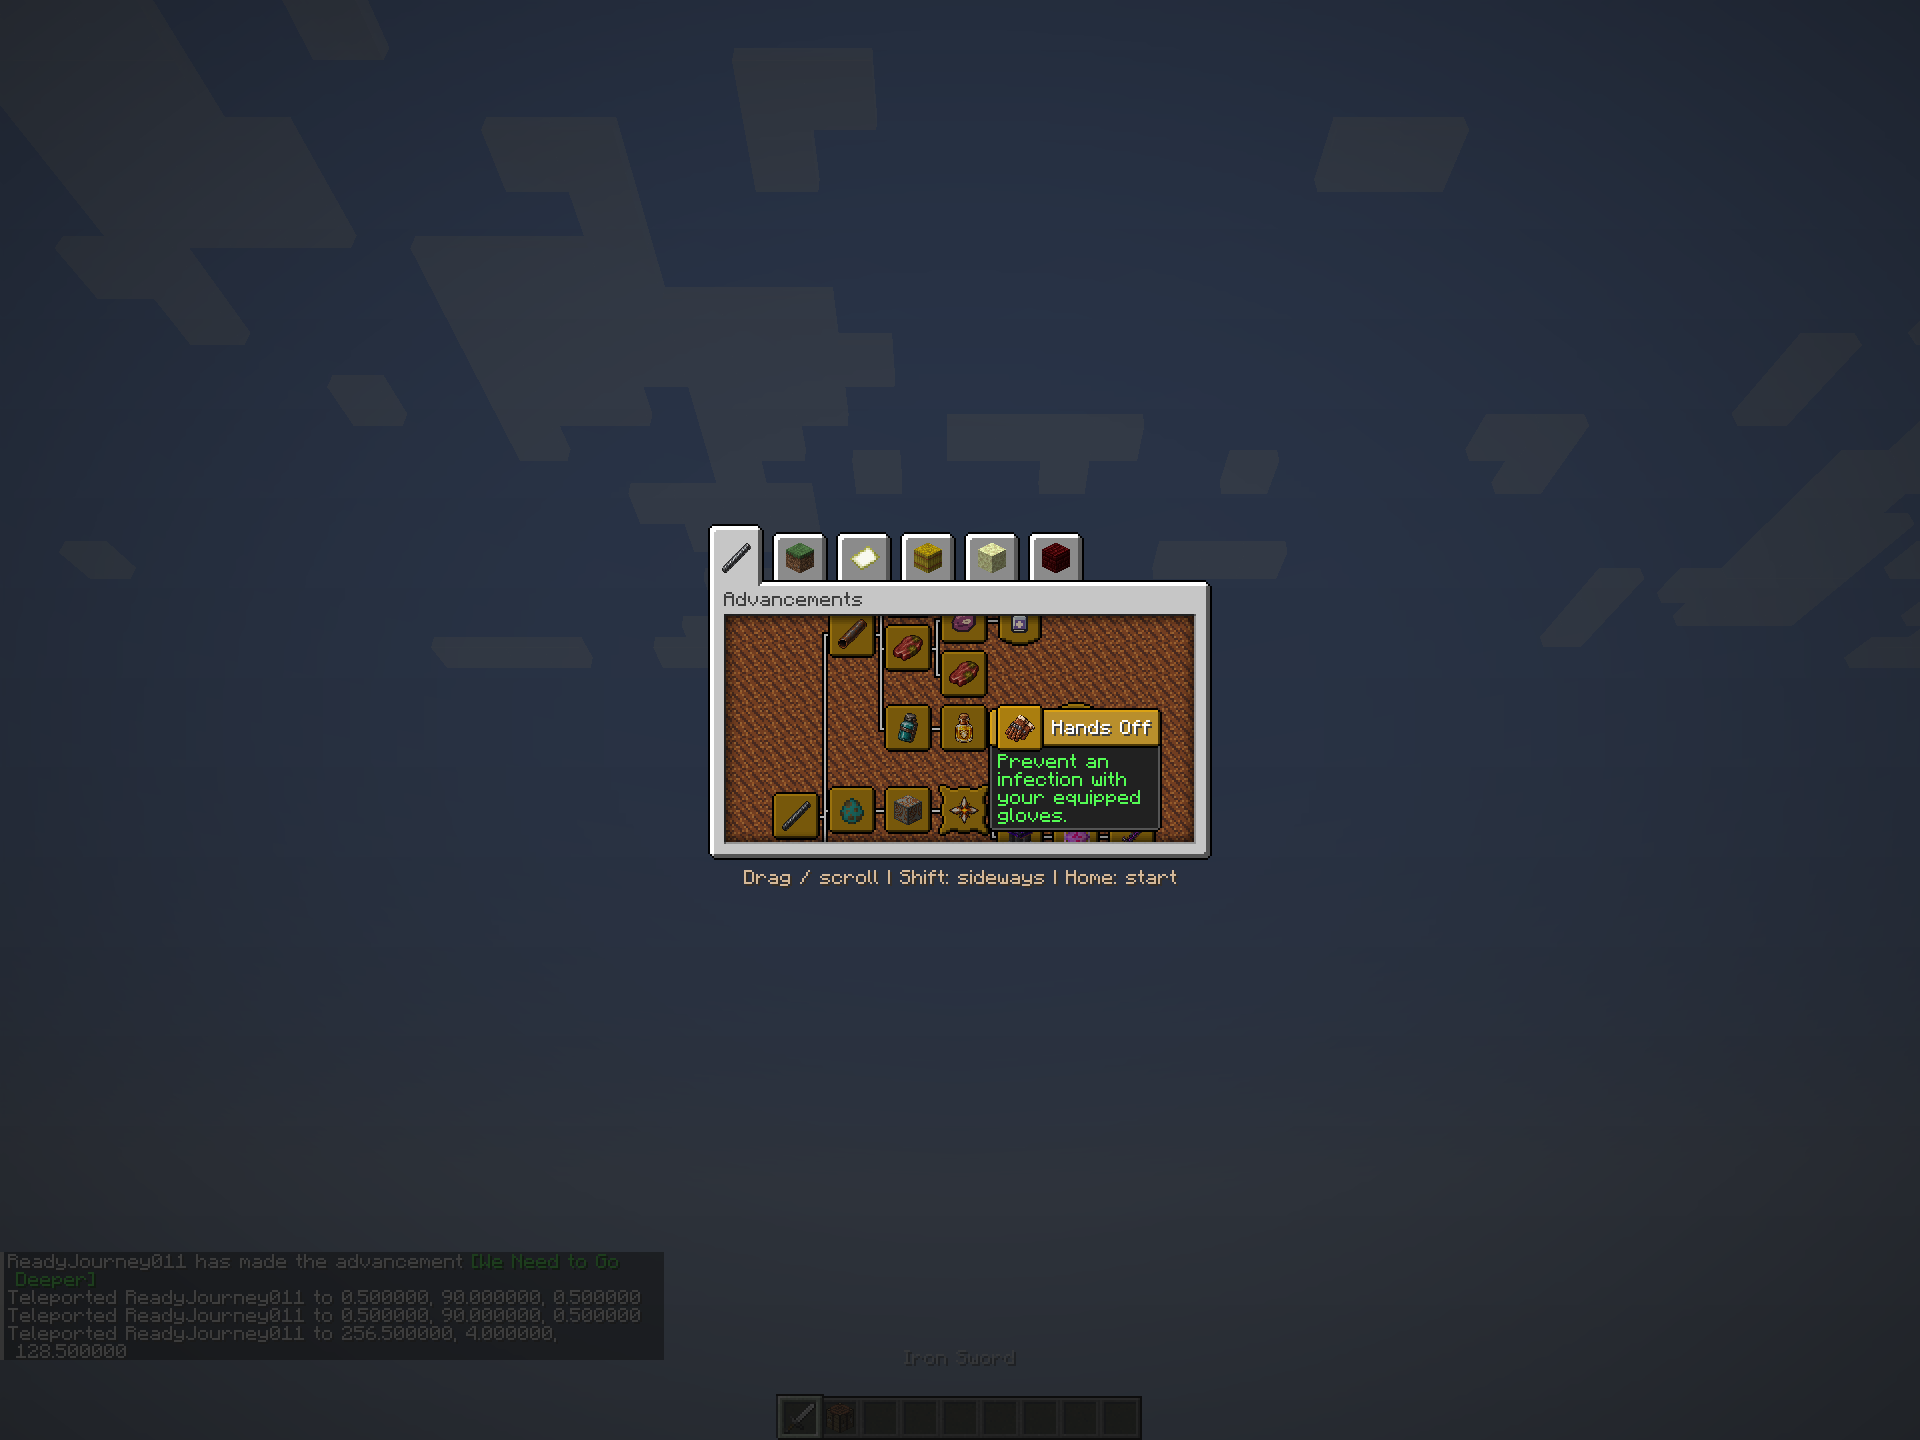 Advancements
Hands Off
Prevent an
infection with
your equipped
gloves.
Drag / scroll | Shift: sideways | Home: start
ReadyJourney011 has made the advancement [We Need to Go
Deeper]
Teleported ReadyJourney011 to 0.500000, 90.000000, 0.500000
Teleported ReadyJourney011 to 0.500000, 90.000000, 0.500000
Teleported ReadyJourney011 to 256.500000, 4.000000,
128.500000
Iron Sword